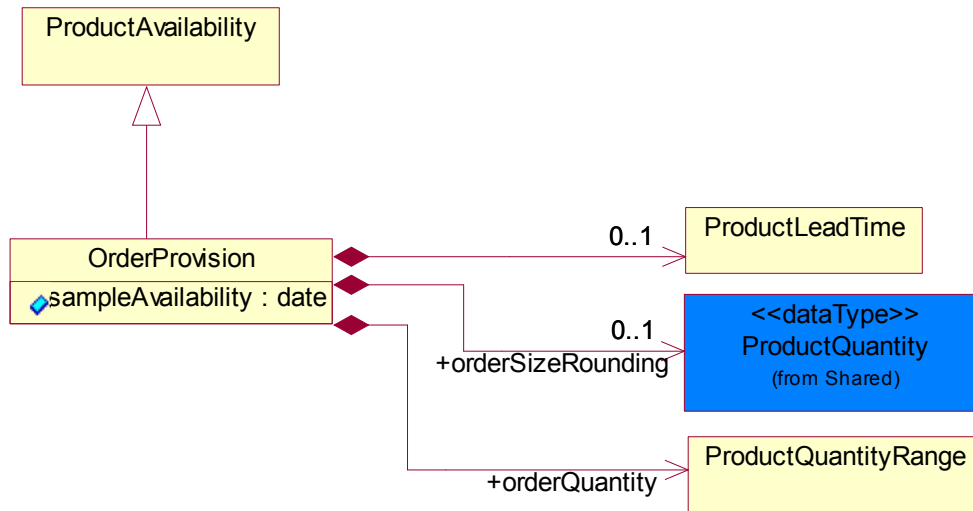 ProductAvailability
OrderProvision
sampleAvailability : date
0..1
ProductLeadTime
0..1
+orderSizeRounding
<<dataType>>
ProductQuantity
(from Shared)
+orderQuantity
ProductQuantityRange